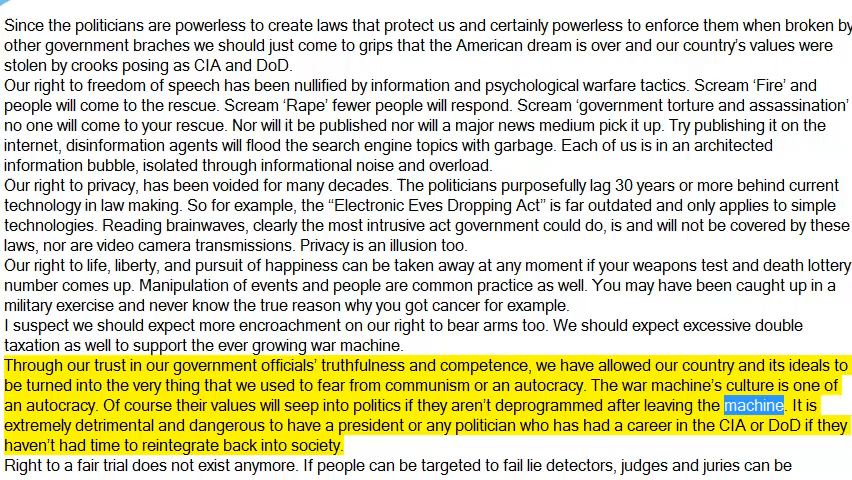 Since the politicians are powerless to create laws that protect us and certainly powerless to enforce them when broken by
other government braches we should just come to grips that the American dream is over and our country's values were
stolen by crooks posing as CIA and DoD.
Our right to freedom of speech has been nullified by information and psychological warfare tactics. Scream 'Fire' and
people will come to the rescue. Scream 'Rape' fewer people will respond. Scream 'government torture and assassination'
no one will come to your rescue. Nor will it be published nor will a major news medium pick it up. Try publishing it on the
internet, disinformation agents will flood the search engine topics with garbage. Each of us is in an architected
information bubble, isolated through informational noise and overload.
Our right to privacy, has been voided for many decades. The politicians purposefully lag 30 years or more behind current
technology in law making. So for example, the "Electronic Eves Dropping Act" is far outdated and only applies to simple
technologies. Reading brainwaves, clearly the most intrusive act government could do, is and will not be covered by these
laws, nor are video camera transmissions. Privacy is an illusion too.
Our right to life, liberty, and pursuit of happiness can be taken away at any moment if your weapons test and death lottery
number comes up. Manipulation of events and people are common practice as well. You may have been caught up in a
military exercise and never know the true reason why you got cancer for example.
I suspect we should expect more encroachment on our right to bear arms too. We should expect excessive double
taxation as well to support the ever growing war machine.
Through our trust in our government officials' truthfulness and competence, we have allowed our country and its ideals to
be turned into the very thing that we used to fear from communism or an autocracy. The war machine's culture is one of
an autocracy. Of course their values will seep into politics if they aren't deprogrammed after leaving the machine. It is
extremely detrimental and dangerous to have a president or any politician who has had a career in the CIA or DoD if they
haven't had time to reintegrate back into society.
Right to a fair trial does not exist anymore. If people can be targeted to fail lie detectors, judges and juries can be